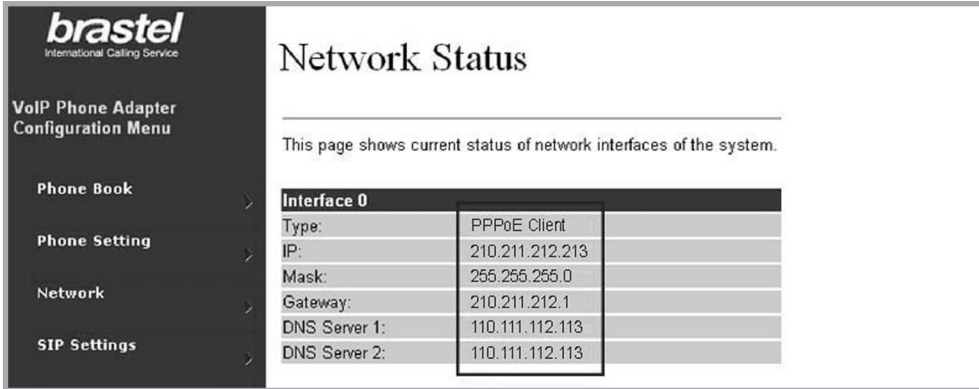 brastel
International Calling Service
VoIP Phone Adapter
Configuration Menu
Phone Book
Phone Setting
Network
SIP Settings
Network Status
This page shows current status of network interfaces of the system.
Interface 0
Type: PPPoE Client
IP: 210.211.212.213
Mask: 255.255.255.0
Gateway: 210.211.212.1
DNS Server 1: 110.111.112.113
DNS Server 2: 110.111.112.113